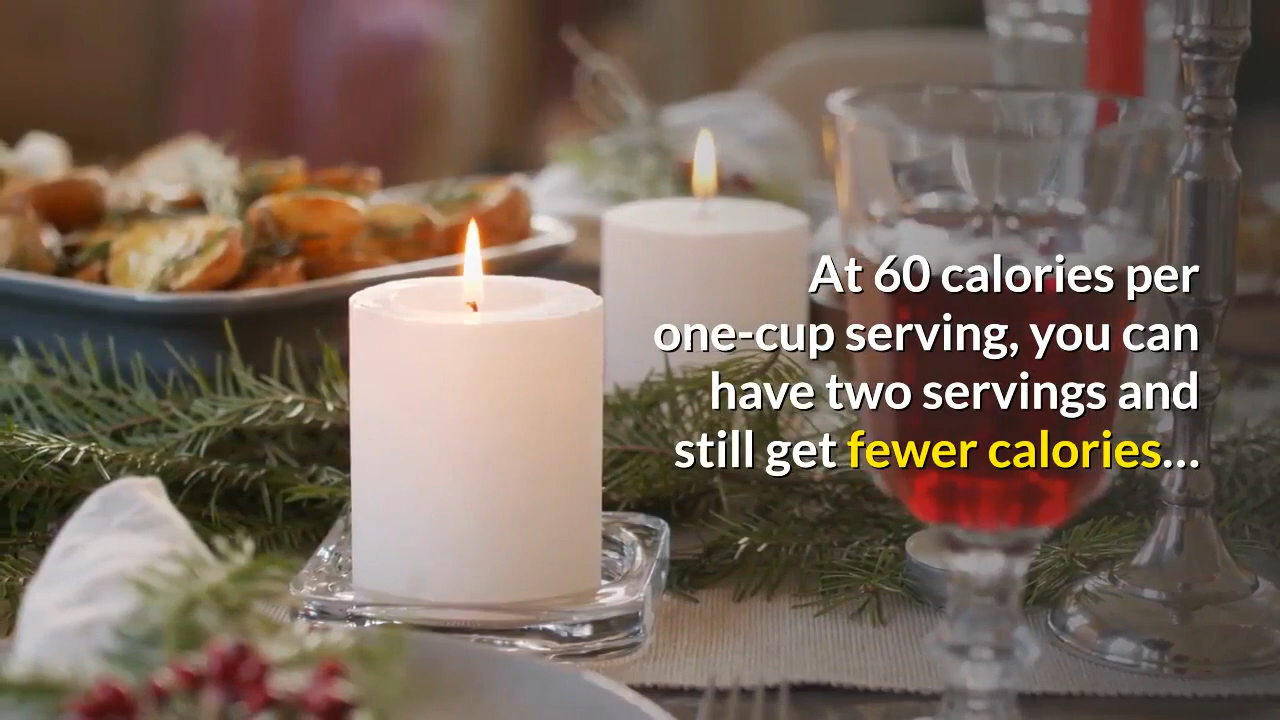 At 60 calories per
one-cup serving, you can
have two servings and
still get fewer calories...